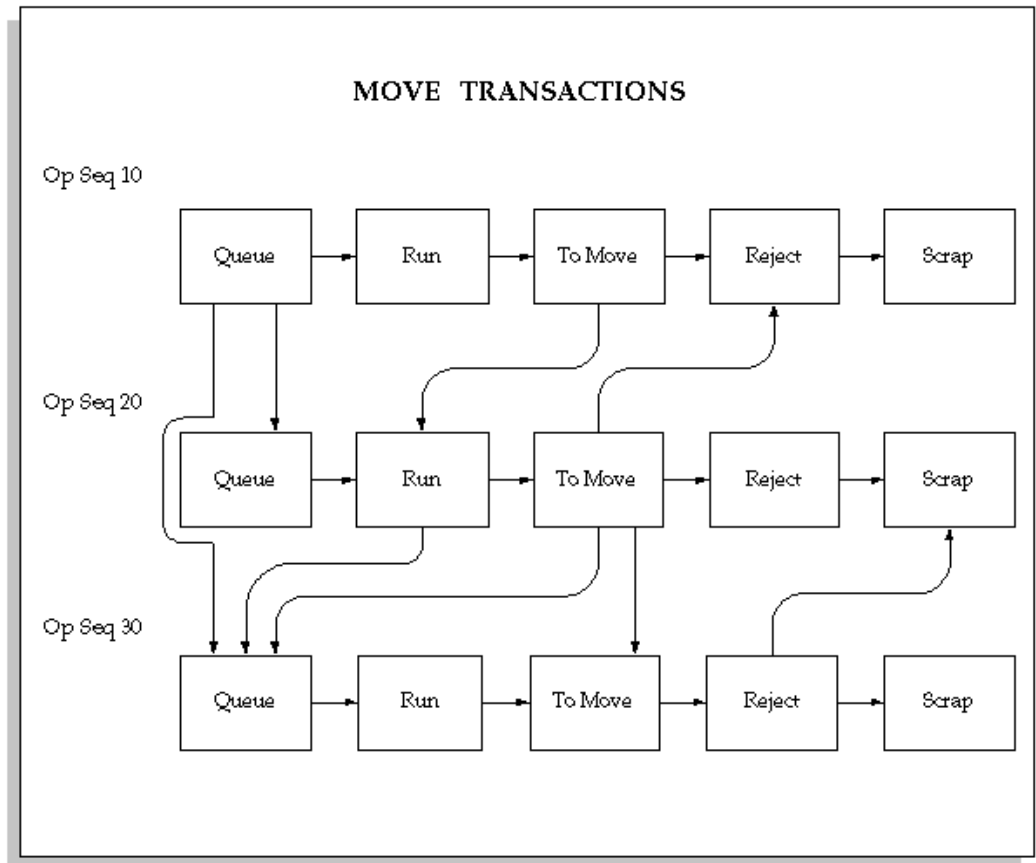 MOVE TRANSACTIONS
Op Seq 10
Queue
Run
To Move
Reject
Scrap
Op Seq 20
Queue
Run
To Move
Reject
Scrap
Op Seq 30
Queue
Run
To Move
Reject
Scrap